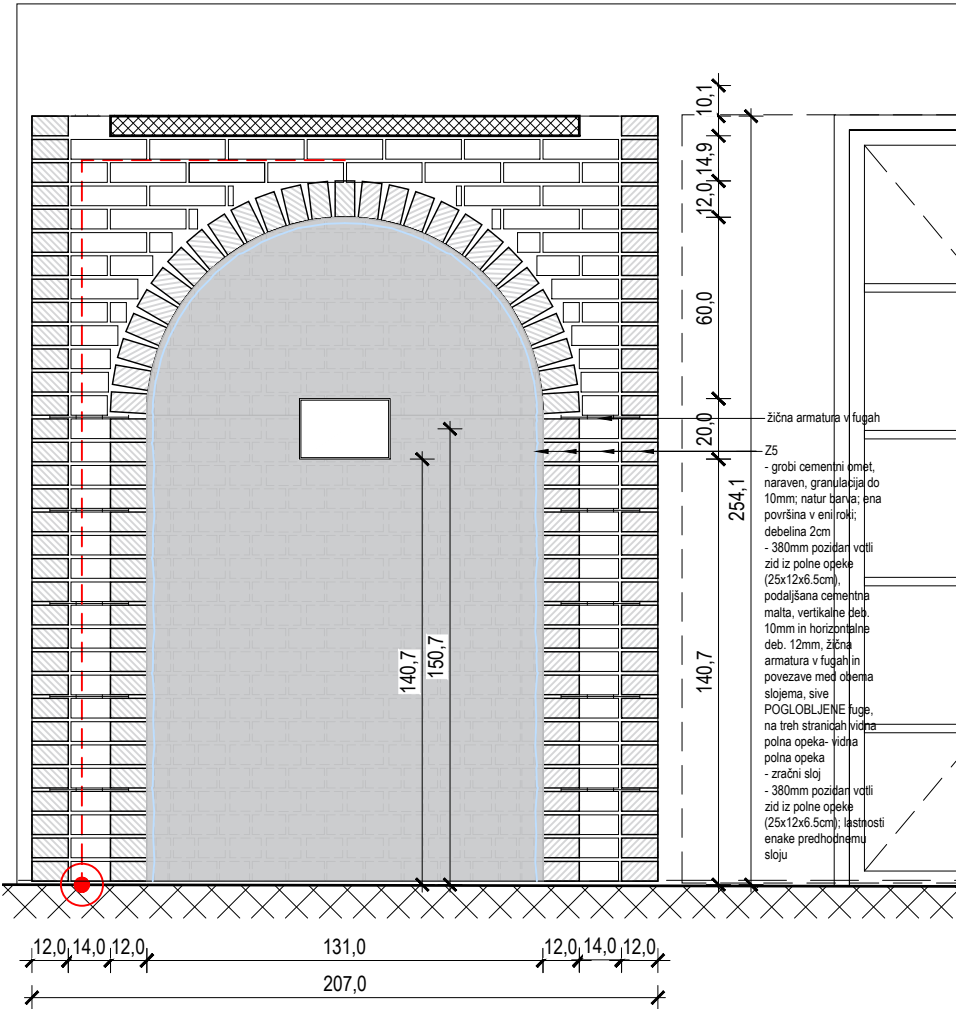 10,1
14,9
12,0
60,0
20,0
254,1
140,7
140,7
150,7
žična armatura v fugah
Z5
- grobi cementni omet,
naraven, granulacija do
10mm; natur barva; ena
površina v eni roki;
debelina 2cm
- 380mm pozidan votli
zid iz polne opeke
(25x12x6.5cm),
podaljšana cementna
malta, vertikalne deb.
10mm in horizontalne
deb. 12mm, žična
armatura v fugah in
povezave med obema
slojema, sive
POGLOBLJENE fuge,
na treh stranicah vidna
polna opeka- vidna
polna opeka
- zračni sloj
- 380mm pozidan votli
zid iz polne opeke
(25x12x6.5cm); lastnosti
enake predhodnemu
sloju
12,0 14,0 12,0 131,0 12,0 14,0 12,0
207,0